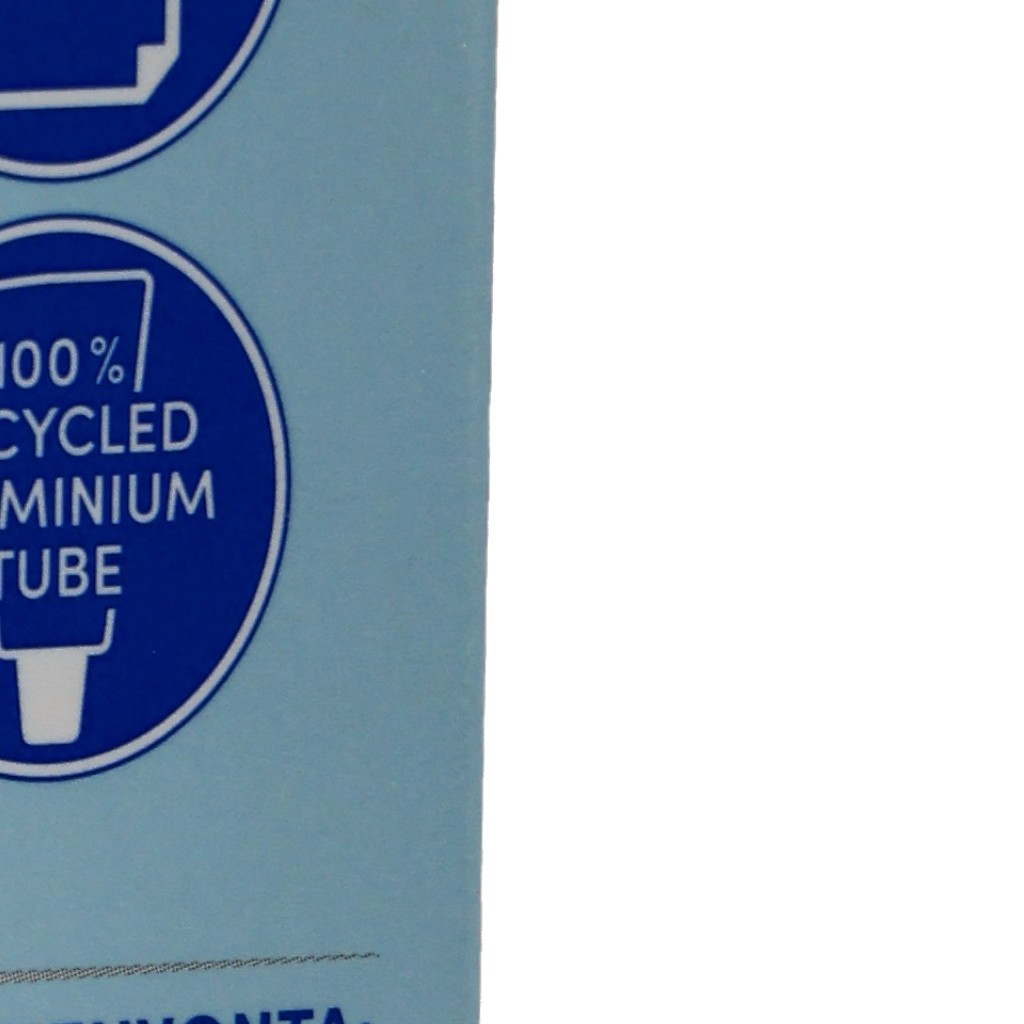 100 %
CYCLED
MINIUM
TUBE